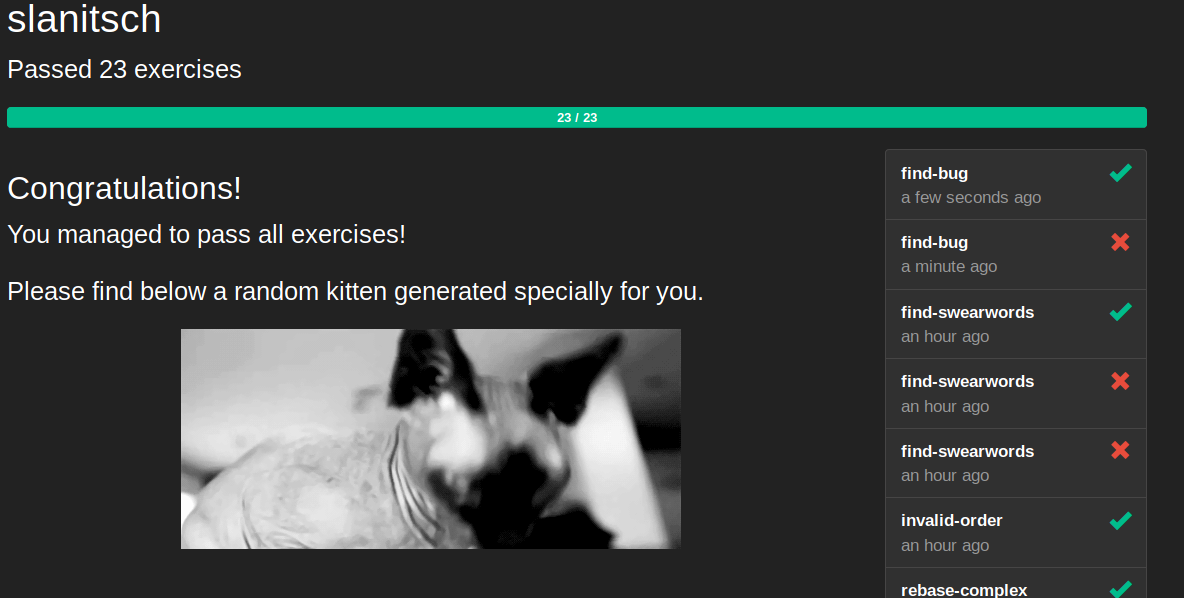 slanitsch
Passed 23 exercises
23 / 23
Congratulations!
You managed to pass all exercises!
Please find below a random kitten generated specially for you.
find-bug
a few seconds ago
find-bug
a minute ago
find-swearwords
an hour ago
find-swearwords
an hour ago
find-swearwords
an hour ago
invalid-order
an hour ago
rebase-complex